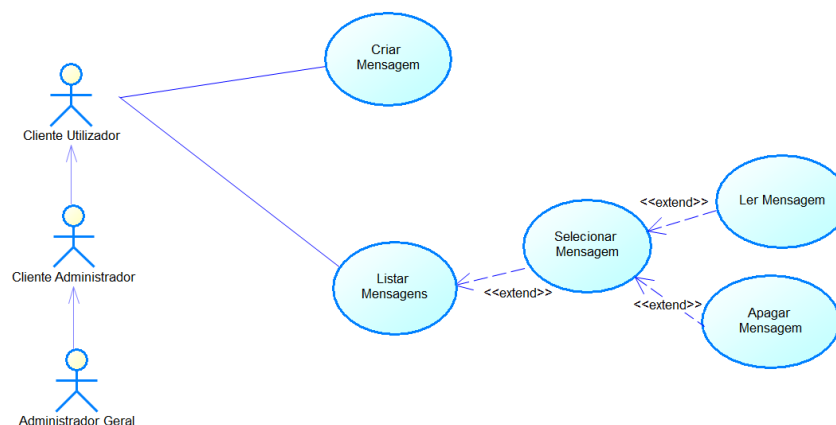 Criar
Mensagem
Cliente Utilizador
<<extend>>
Ler Mensagem
Selecionar
Mensagem
Cliente Administrador
Listar
Mensagens
<<extend>>
<<extend>>
Apagar
Mensagem
Administrador Geral